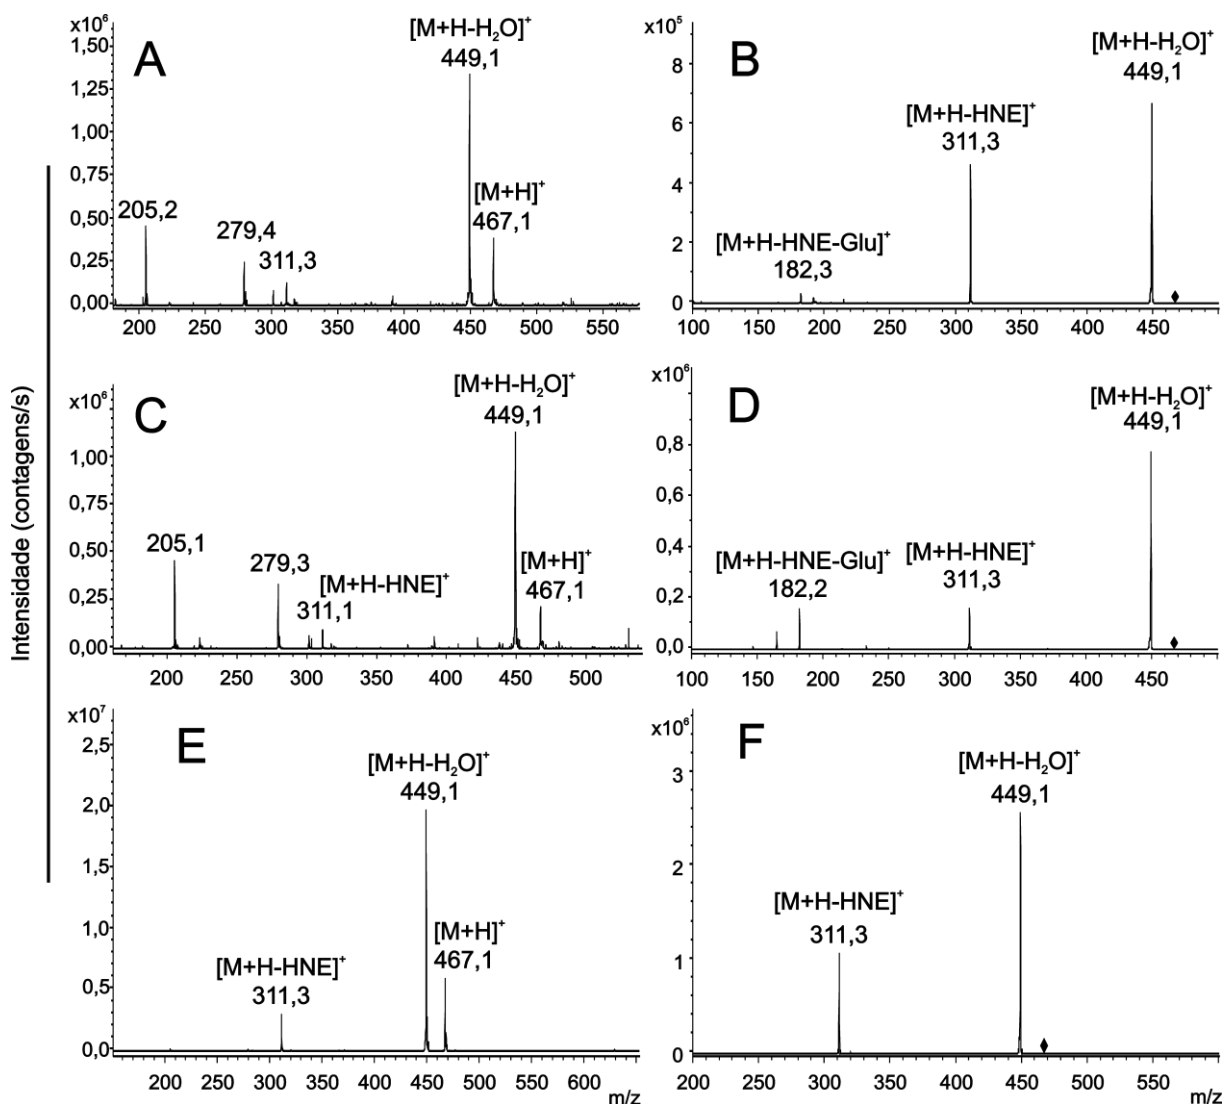 Intensidade (contagens/s)
A
x10⁶
1,50
1,25
1,00
0,75
0,50
0,25
0,00
205,2
279,4
311,3
[M+H-H₂O]⁺
449,1
[M+H]⁺
467,1
200 250 300 350 400 450 500 550
B
x10⁵
8
6
4
2
0
[M+H-HNE-Glu]⁺
182,3
[M+H-HNE]⁺
311,3
[M+H-H₂O]⁺
449,1
100 150 200 250 300 350 400 450
C
x10⁶
1,00
0,75
0,50
0,25
0,00
205,1
279,3
[M+H-HNE]⁺
311,1
[M+H-H₂O]⁺
449,1
[M+H]⁺
467,1
200 250 300 350 400 450 500
D
x10⁶
0,8
0,6
0,4
0,2
0,0
[M+H-HNE-Glu]⁺
182,2
[M+H-HNE]⁺
311,3
[M+H-H₂O]⁺
449,1
100 150 200 250 300 350 400 450
E
x10⁷
2,5
2,0
1,5
1,0
0,5
0,0
[M+H-HNE]⁺
311,3
[M+H-H₂O]⁺
449,1
[M+H]⁺
467,1
200 250 300 350 400 450 500 550 600
m/z
F
x10⁶
3
2
1
0
[M+H-HNE]⁺
311,3
[M+H-H₂O]⁺
449,1
200 250 300 350 400 450 500 550
m/z